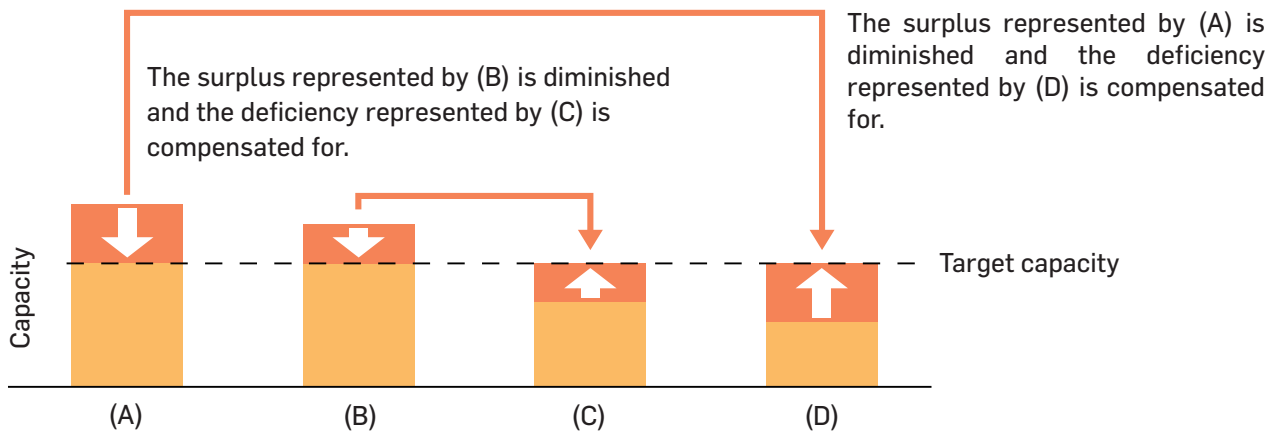 The surplus represented by (A) is
diminished and the deficiency
represented by (D) is compensated
for.
The surplus represented by (B) is diminished
and the deficiency represented by (C) is
compensated for.
Capacity
Target capacity
(A)
(B)
(C)
(D)